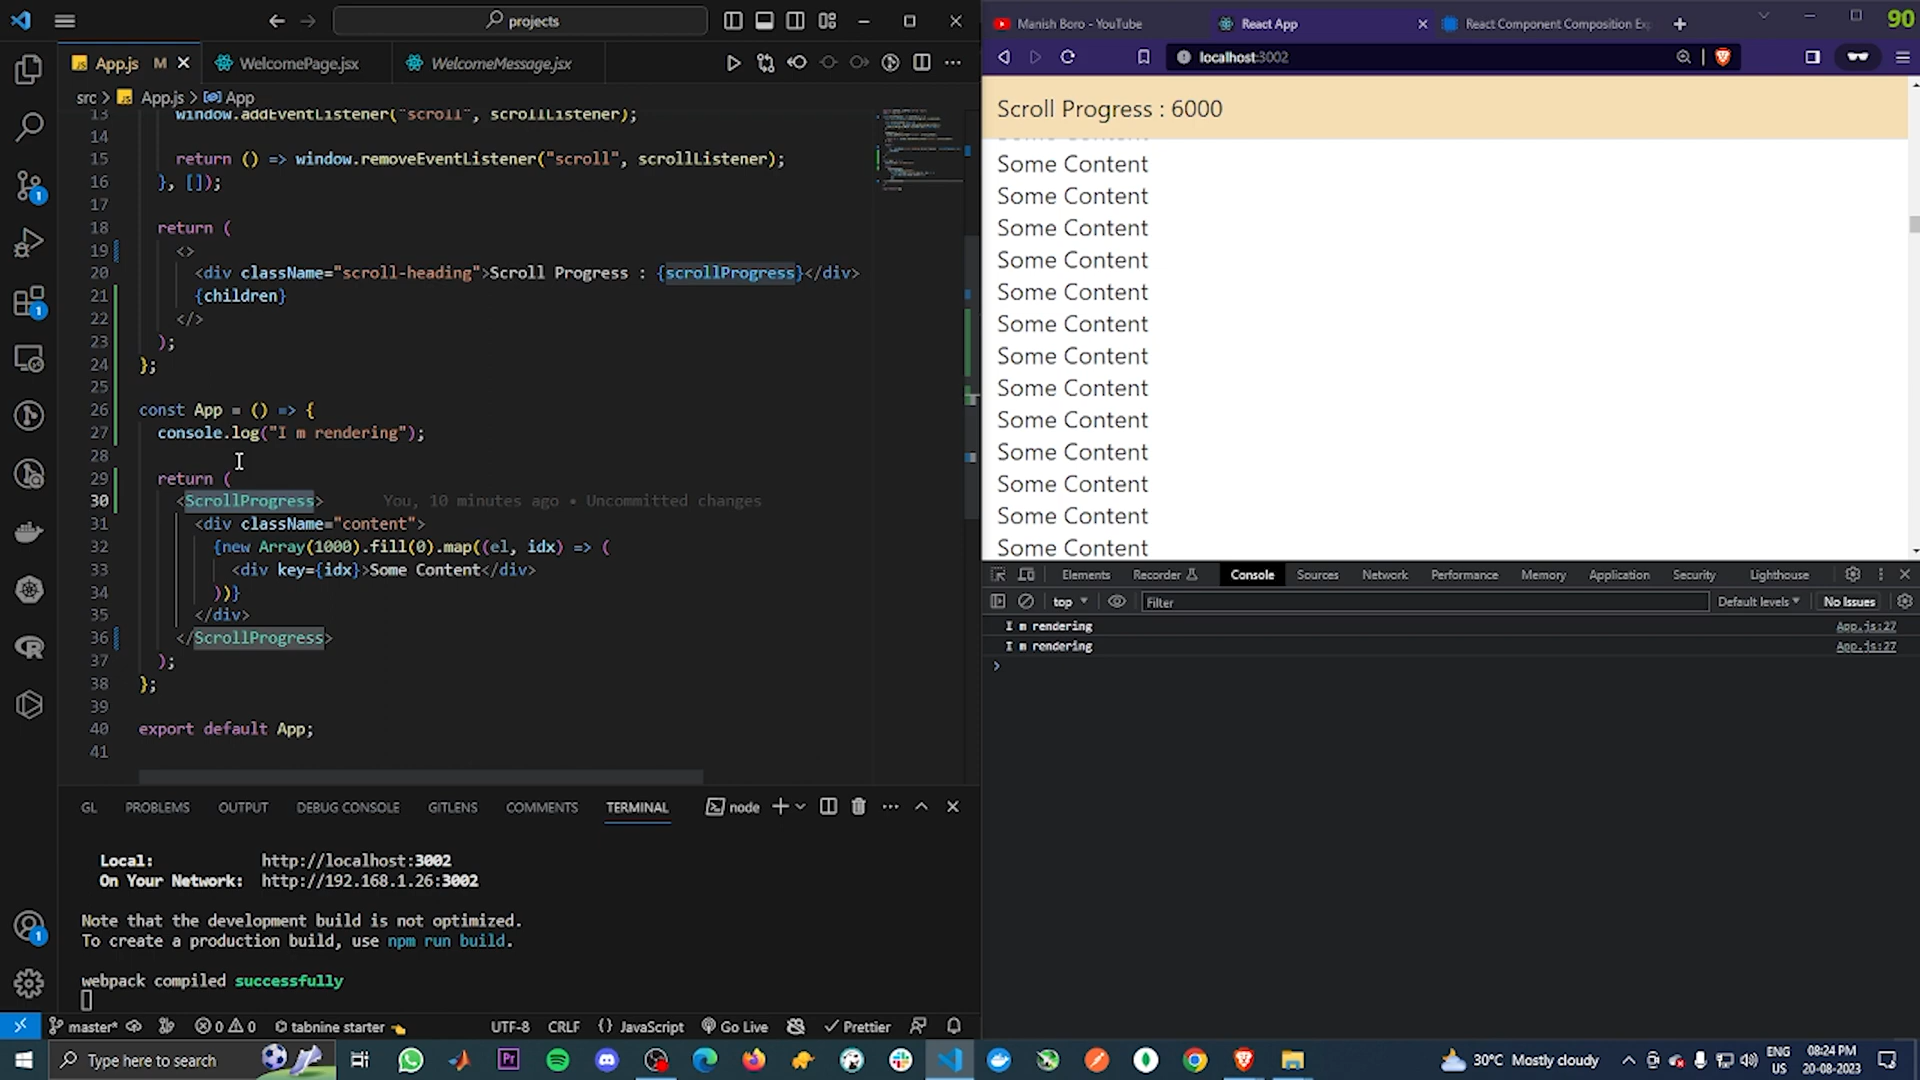 projects
App.js M
WelcomePage.jsx
WelcomeMessage.jsx
src > App.js > App
13 window.addEventListener("scroll", scrollListener);
14
15 return () => window.removeEventListener("scroll", scrollListener);
16 }, []);
17
18 return (
19 <>
20 <div className="scroll-heading">Scroll Progress : {scrollProgress}</div>
21 {children}
22 </>
23 );
24 };
25
26 const App = () => {
27 console.log("I m rendering");
28
29 return (
30 <ScrollProgress> You, 10 minutes ago • Uncommitted changes
31 <div className="content">
32 {new Array(1000).fill(0).map((el, idx) => (
33 <div key={idx}>Some Content</div>
34 ))}
35 </div>
36 </ScrollProgress>
37 );
38 };
39
40 export default App;
41
GL PROBLEMS OUTPUT DEBUG CONSOLE GITLENS COMMENTS TERMINAL node
Local: http://localhost:3002
On Your Network: http://192.168.1.26:3002
Note that the development build is not optimized.
To create a production build, use npm run build.
webpack compiled successfully
master* 0 0 tabnine starter UTF-8 CRLF {} JavaScript Go Live Prettier
Manish Boro - YouTube
React App
React Component Composition Ex
90
localhost:3002
Scroll Progress : 6000
Some Content
Some Content
Some Content
Some Content
Some Content
Some Content
Some Content
Some Content
Some Content
Some Content
Some Content
Some Content
Some Content
Some Content
Elements Recorder Console Sources Network Performance Memory Application Security Lighthouse
top Filter Default levels No Issues
I m rendering App.js:27
I m rendering App.js:27
Type here to search
30°C Mostly cloudy
ENG US
08:24 PM
20-08-2023